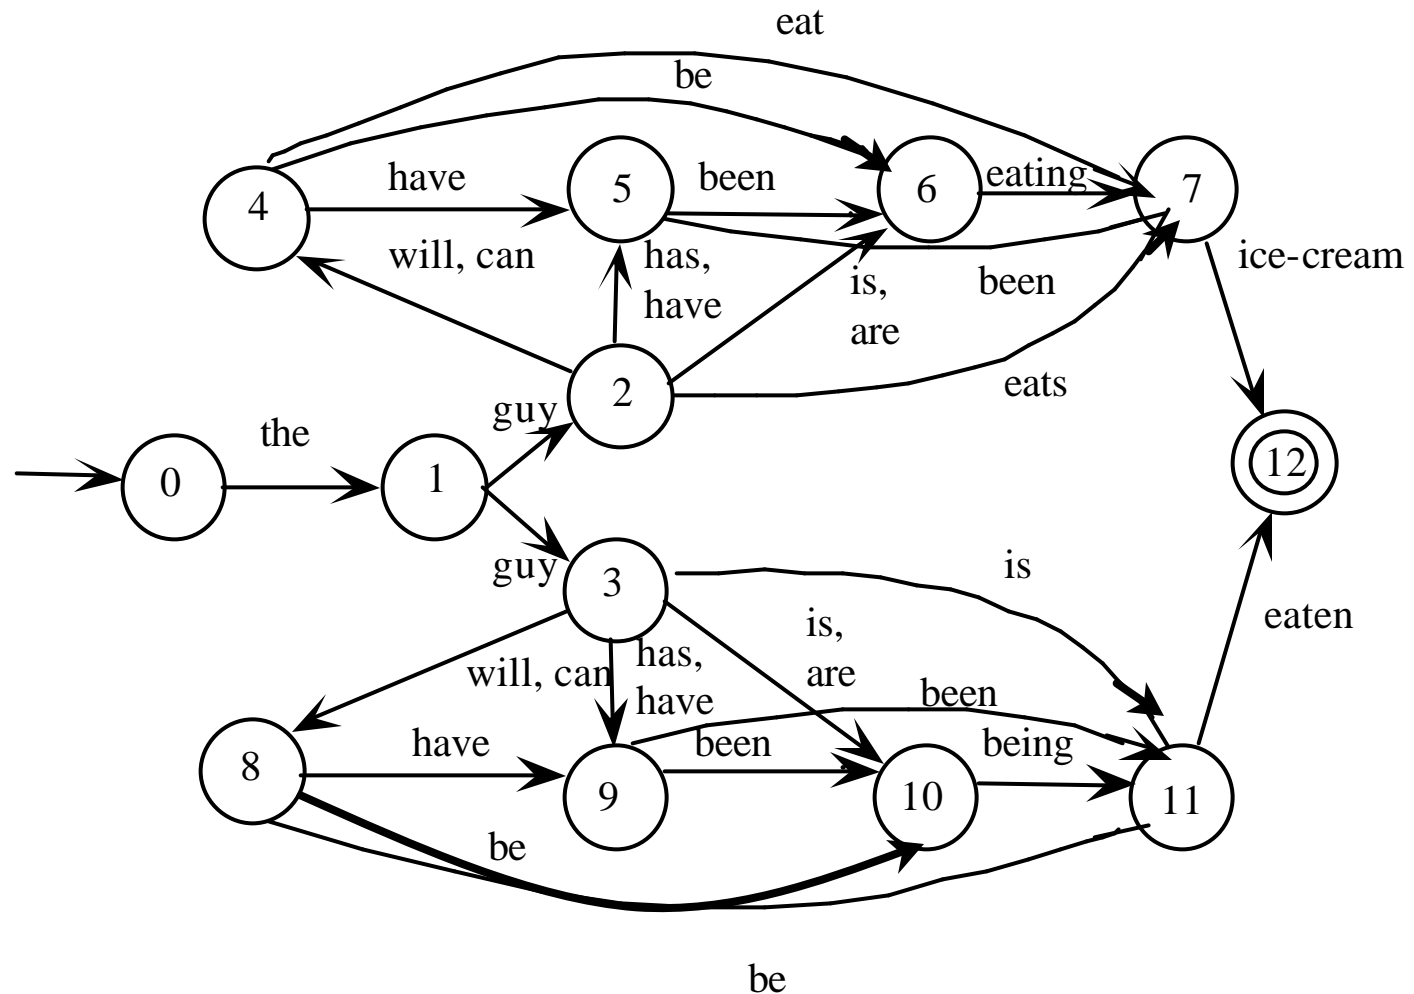 eat
be
have
been
eating
4
5
6
7
will, can
has,
have
is,
are
been
ice-cream
2
eats
guy
the
0
1
12
guy
3
is
is,
are
eaten
will, can
has,
have
been
have
been
being
8
9
10
11
be
be